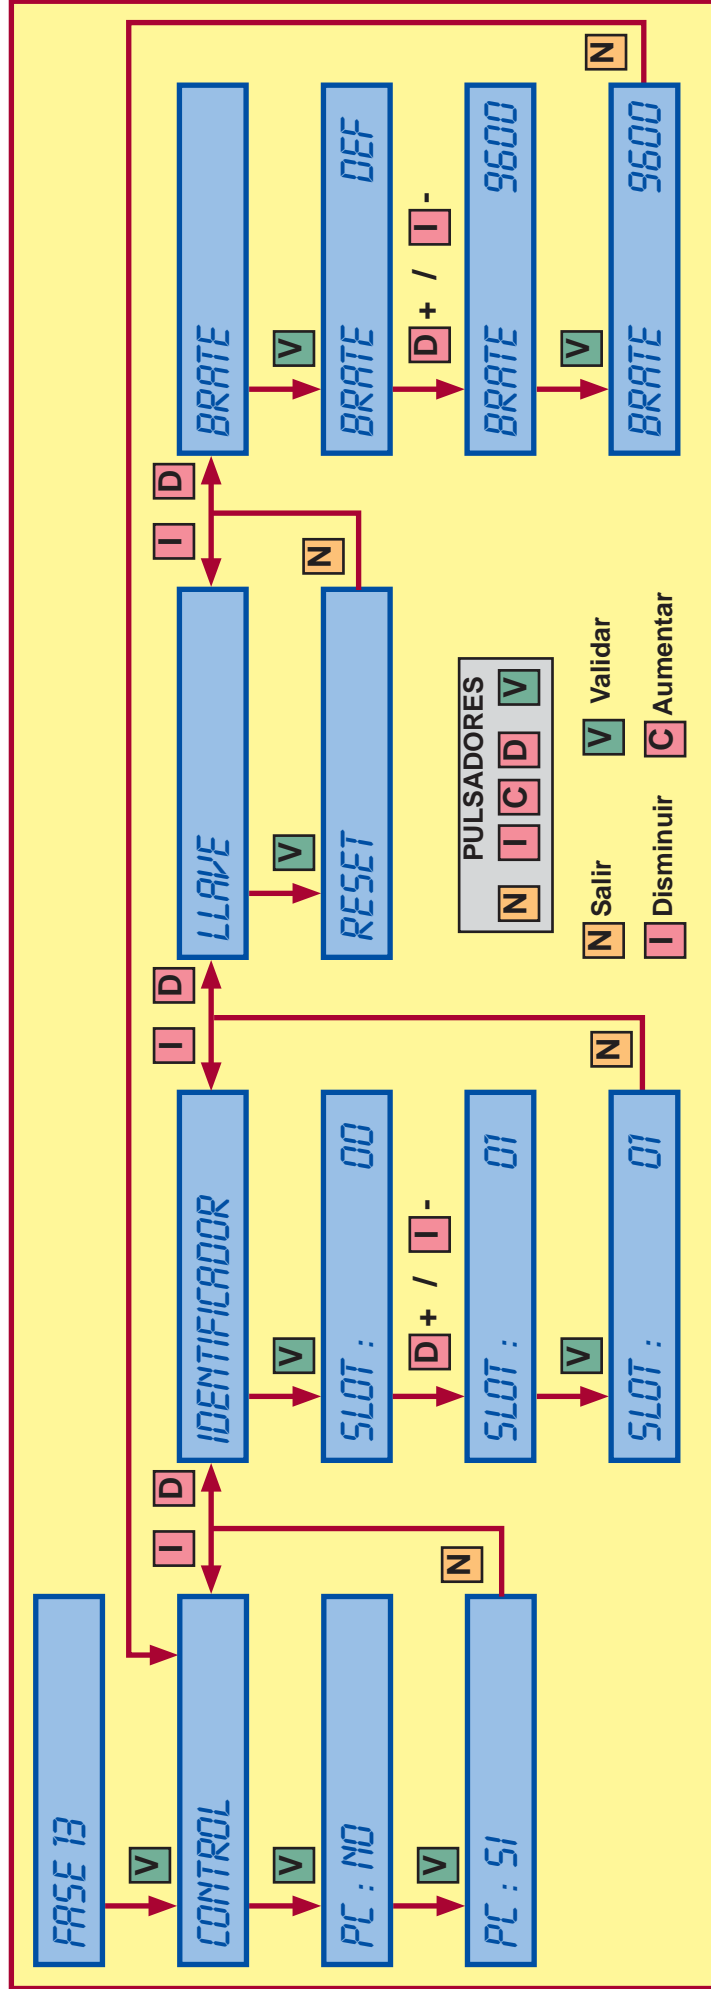 FASE 13
V
CONTROL
V
PC : NO
V
PC : SI
N
I D
IDENTIFICADOR
V
SLOT : 00
D + / I -
SLOT : 01
V
SLOT : 01
N
I D
LLAVE
V
RESET
N
I D
BRATE
V
BRATE DEF
D + / I -
BRATE 9600
V
BRATE 9600
N
PULSADORES
N I C D V
N Salir V Validar
I Disminuir C Aumentar